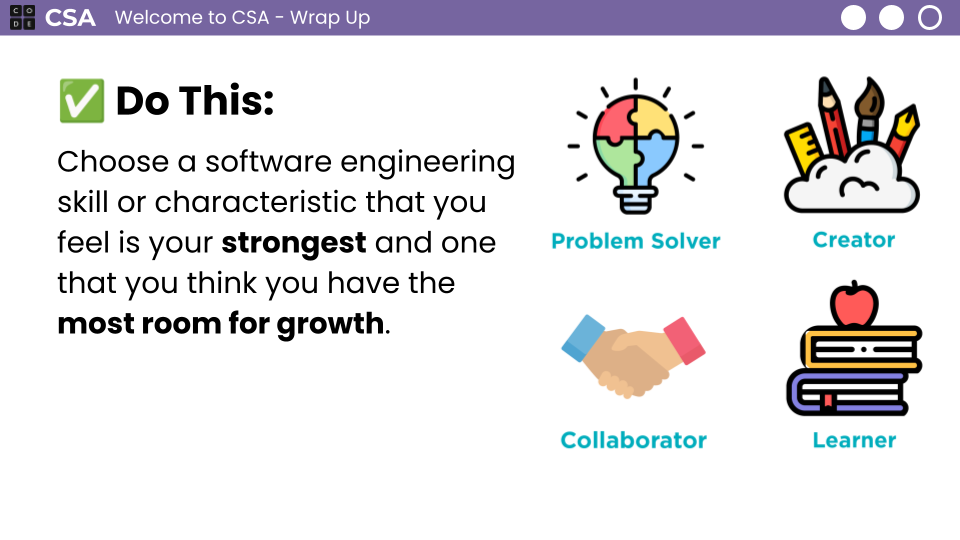 CODE CSA Welcome to CSA - Wrap Up
✅ Do This:
Choose a software engineering
skill or characteristic that you
feel is your strongest and one
that you think you have the
most room for growth.
Problem Solver
Creator
Collaborator
Learner